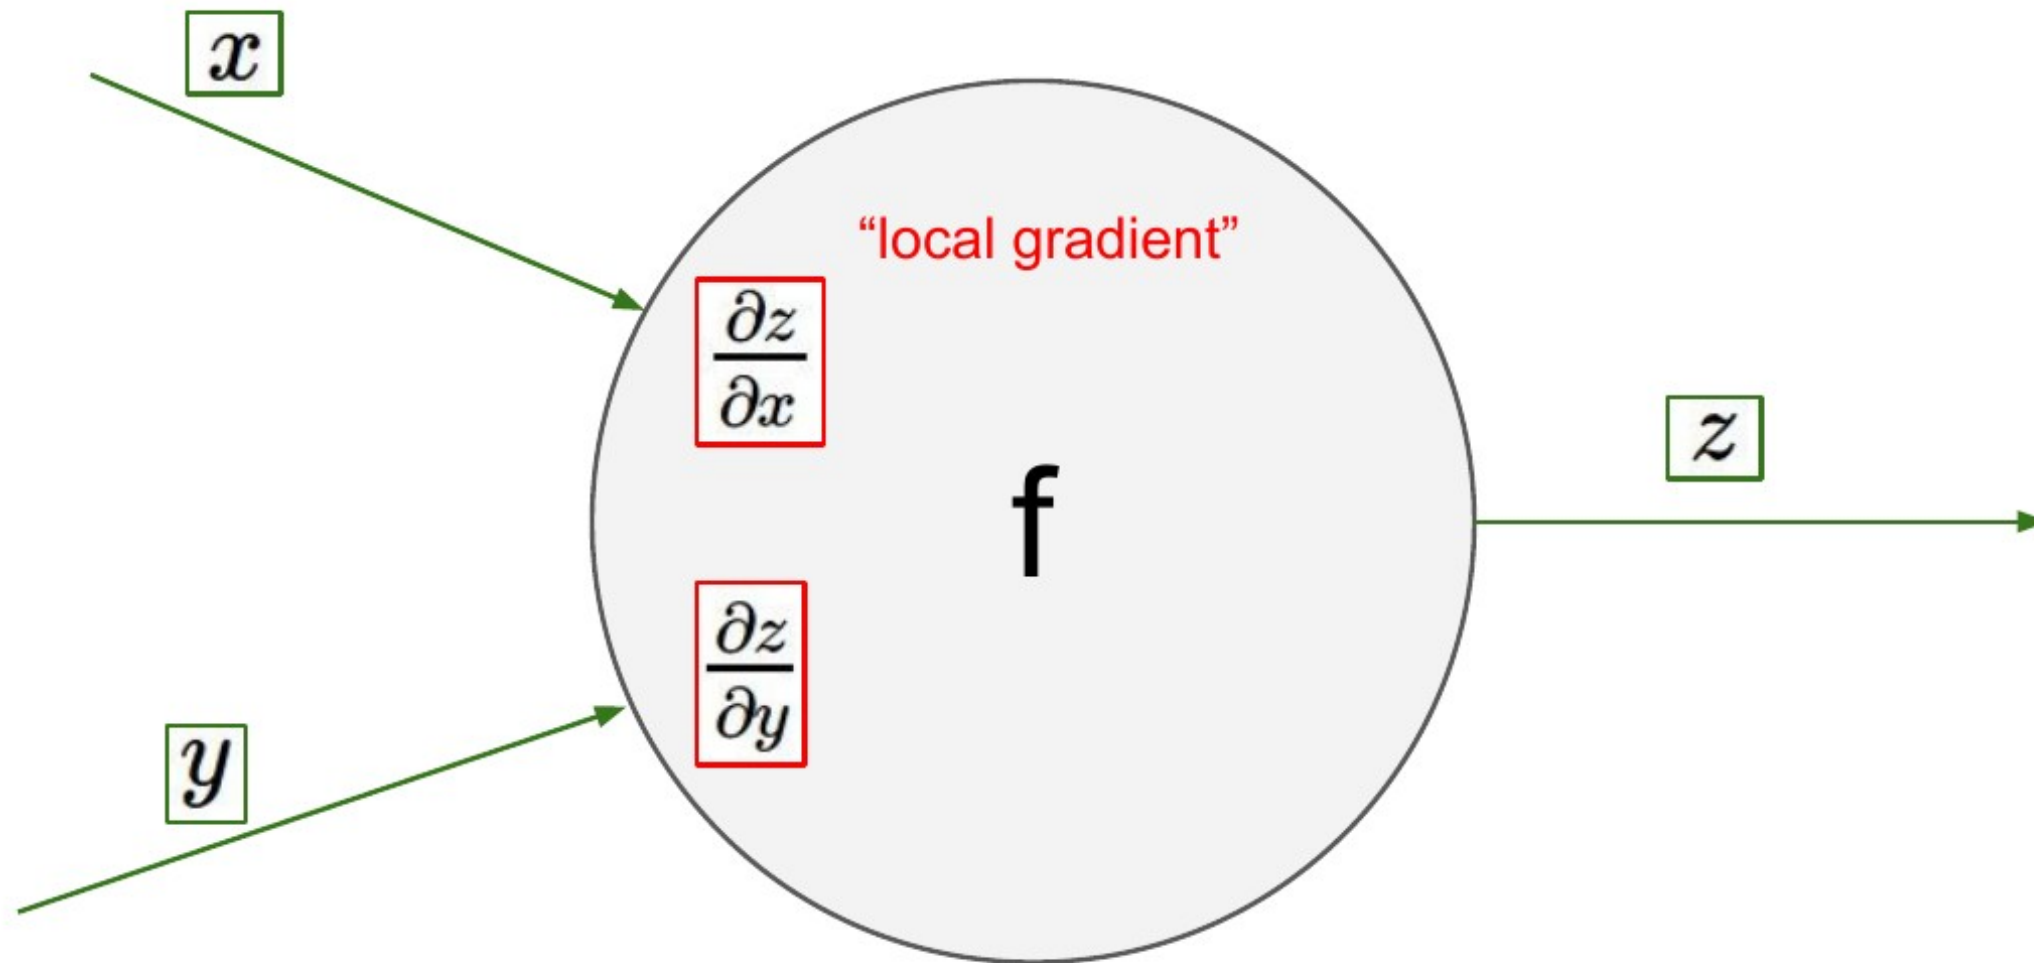 x
“local gradient”
∂z
∂x
f
z
∂z
∂y
y